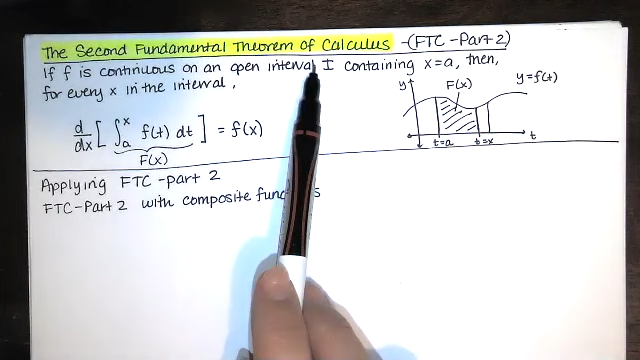 The Second Fundamental Theorem of Calculus - (FTC - Part 2)
If f is continuous on an open interval I containing x=a, then,
for every x in the interval,
y
F(x)
y=f(t)
t=a
t=x
t
d/dx [ ∫_a^x f(t) dt ] = f(x)
F(x)
Applying FTC - part 2
FTC - Part 2 with composite